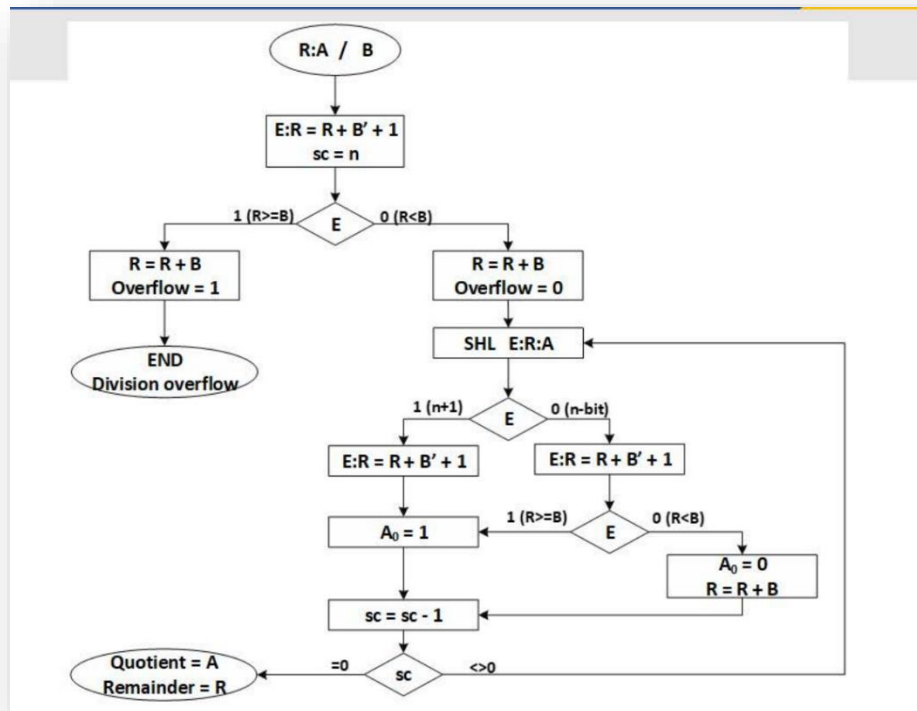 R:A / B
E:R = R + B’ + 1
sc = n
1 (R>=B)
E
0 (R<B)
R = R + B
Overflow = 1
R = R + B
Overflow = 0
SHL E:R:A
END
Division overflow
1 (n+1)
E
0 (n-bit)
E:R = R + B’ + 1
E:R = R + B’ + 1
1 (R>=B)
E
0 (R<B)
A₀ = 1
A₀ = 0
R = R + B
sc = sc - 1
Quotient = A
Remainder = R
=0
sc
<>0